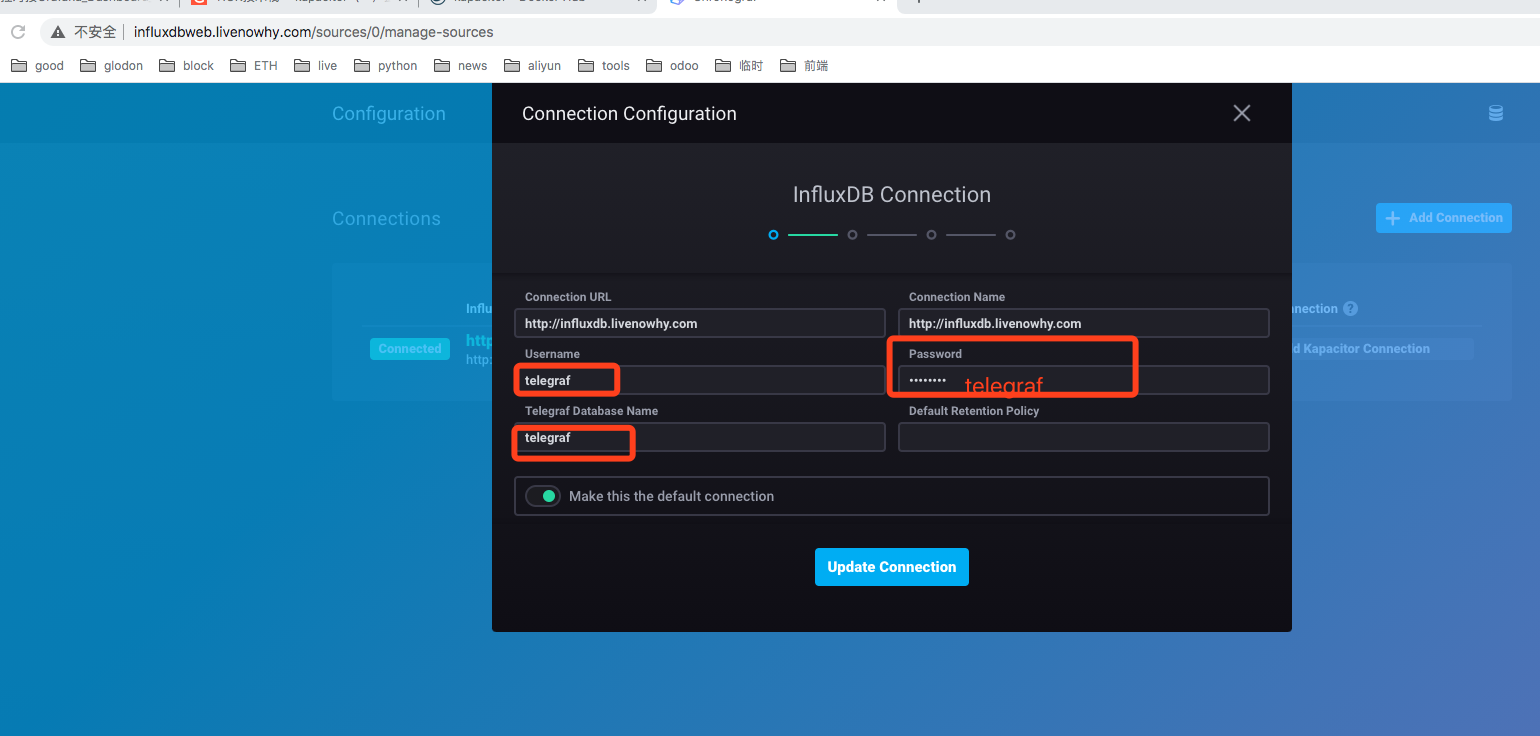 不安全 influxdbweb.livenowhy.com/sources/0/manage-sources
good glodon block ETH live python news aliyun tools odoo 临时 前端
Configuration
Connection Configuration
InfluxDB Connection
Connections
Add Connection
Connection URL Connection Name
Influ
nnection ?
http://influxdb.livenowhy.com http://influxdb.livenowhy.com
Connected
http
http:
d Kapacitor Connection
Username Password
telegraf •••••••• telegraf
Telegraf Database Name Default Retention Policy
telegraf
Make this the default connection
Update Connection